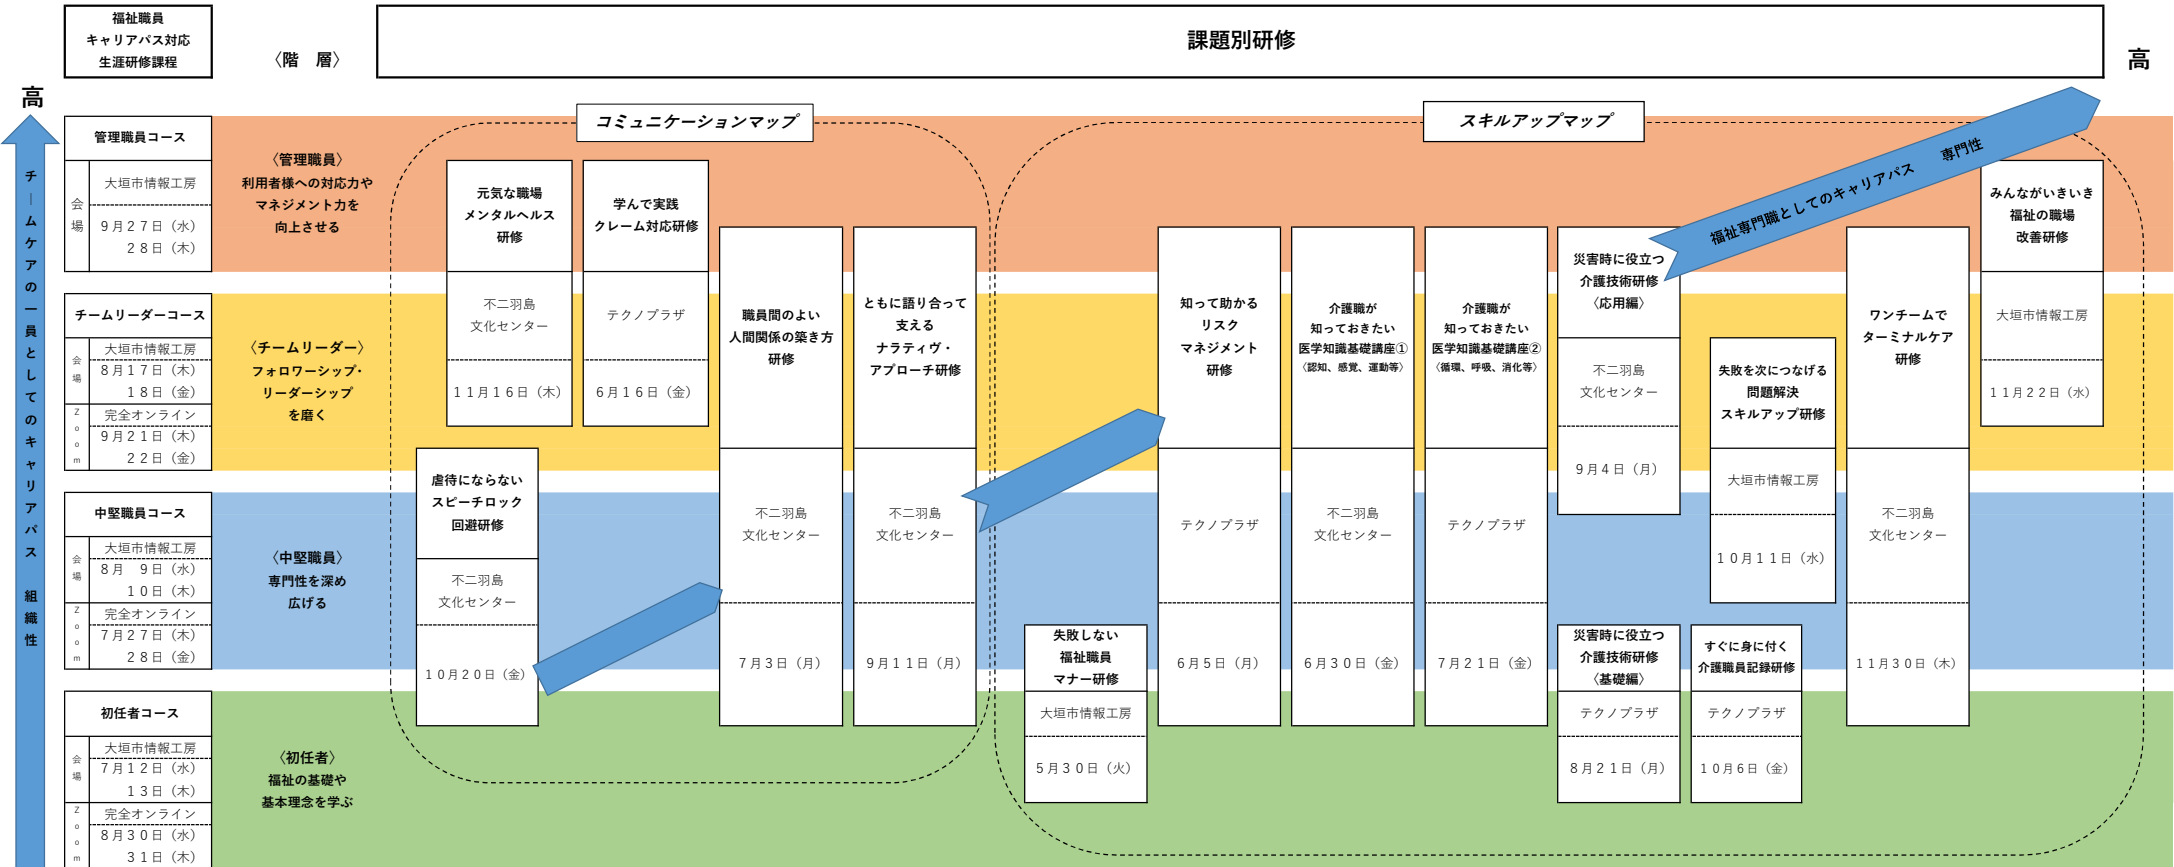 福祉職員
キャリアパス対応
生涯研修課程
〈階　層〉
課題別研修
高
高
チームケアの一員としてのキャリアパス　組織性
管理職員コース
会場
大垣市情報工房
９月２７日（水）
２８日（木）
チームリーダーコース
会場
大垣市情報工房
８月１７日（木）
１８日（金）
Ｚｏｏｍ
完全オンライン
９月２１日（木）
２２日（金）
中堅職員コース
会場
大垣市情報工房
８月　９日（水）
１０日（木）
Ｚｏｏｍ
完全オンライン
７月２７日（木）
２８日（金）
初任者コース
会場
大垣市情報工房
７月１２日（水）
１３日（木）
Ｚｏｏｍ
完全オンライン
８月３０日（水）
３１日（木）
〈管理職員〉
利用者様への対応力や
マネジメント力を
向上させる
〈チームリーダー〉
フォロワーシップ・
リーダーシップ
を磨く
〈中堅職員〉
専門性を深め
広げる
〈初任者〉
福祉の基礎や
基本理念を学ぶ
コミュニケーションマップ
元気な職場
メンタルヘルス
研修
不二羽島
文化センター
１１月１６日（木）
学んで実践
クレーム対応研修
テクノプラザ
６月１６日（金）
虐待にならない
スピーチロック
回避研修
不二羽島
文化センター
１０月２０日（金）
職員間のよい
人間関係の築き方
研修
不二羽島
文化センター
７月３日（月）
ともに語り合って
支える
ナラティヴ・
アプローチ研修
不二羽島
文化センター
９月１１日（月）
スキルアップマップ
福祉専門職としてのキャリアパス　専門性
失敗しない
福祉職員
マナー研修
大垣市情報工房
５月３０日（火）
知って助かる
リスク
マネジメント
研修
テクノプラザ
６月５日（月）
介護職が
知っておきたい
医学知識基礎講座①
〈認知、感覚、運動等〉
不二羽島
文化センター
６月３０日（金）
介護職が
知っておきたい
医学知識基礎講座②
〈循環、呼吸、消化等〉
テクノプラザ
７月２１日（金）
災害時に役立つ
介護技術研修
〈応用編〉
不二羽島
文化センター
９月４日（月）
災害時に役立つ
介護技術研修
〈基礎編〉
テクノプラザ
８月２１日（月）
失敗を次につなげる
問題解決
スキルアップ研修
大垣市情報工房
１０月１１日（水）
すぐに身に付く
介護職員記録研修
テクノプラザ
１０月６日（金）
ワンチームで
ターミナルケア
研修
不二羽島
文化センター
１１月３０日（木）
みんながいきいき
福祉の職場
改善研修
大垣市情報工房
１１月２２日（水）